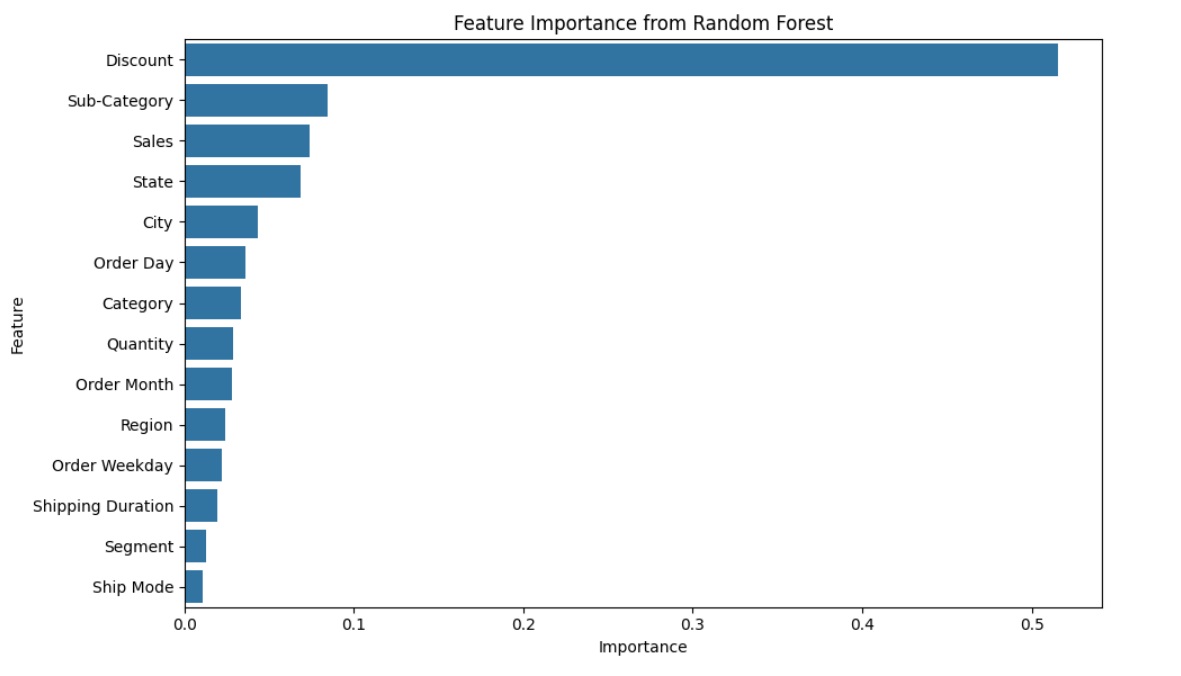 Feature Importance from Random Forest
Feature
Discount
Sub-Category
Sales
State
City
Order Day
Category
Quantity
Order Month
Region
Order Weekday
Shipping Duration
Segment
Ship Mode
0.0 0.1 0.2 0.3 0.4 0.5
Importance